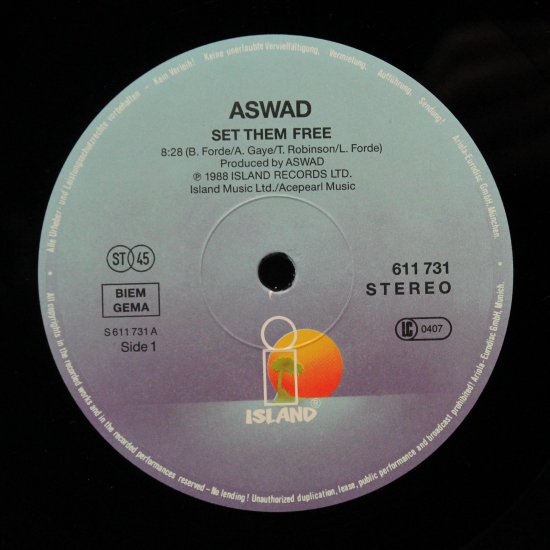 Alle Urheber- und Leistungsschutzrechte vorbehalten - Kein Verleih! Keine unerlaubte Vervielfältigung, Vermietung, Aufführung, Sendung! Ariola-Eurodisc GmbH, München.
ASWAD
SET THEM FREE
8:28 (B. Forde/A. Gaye/T. Robinson/L. Forde)
Produced by ASWAD
℗ 1988 ISLAND RECORDS LTD.
Island Music Ltd./Acepearl Music
ST 45
BIEM
GEMA
S 611 731 A
Side 1
611 731
STEREO
LC 0407
ISLAND®
All copyrights in the recorded works and in the recorded performances reserved - No lending! Unauthorized duplication, lease, public performance and broadcast prohibited! Ariola - Eurodisc GmbH, Munich.